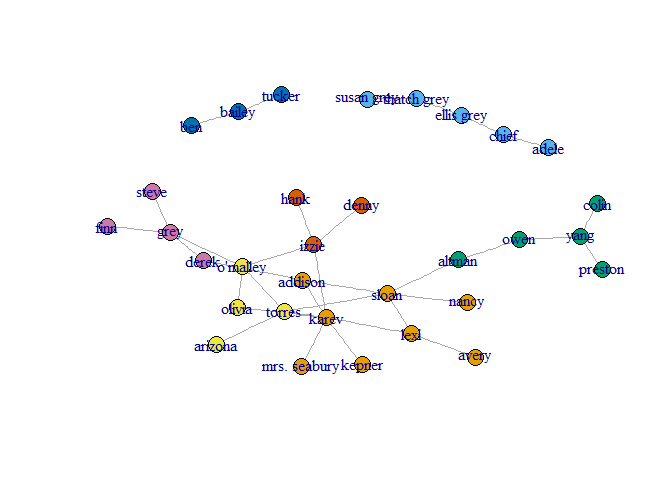 tucker
bailey
ben
susan grey
thatch grey
ellis grey
chief
adele
steve
finn
grey
derek
hank
denny
izzie
o'malley
addison
colin
yang
preston
owen
altman
sloan
nancy
olivia
torres
karev
lexi
arizona
avery
mrs. seabury
kepner